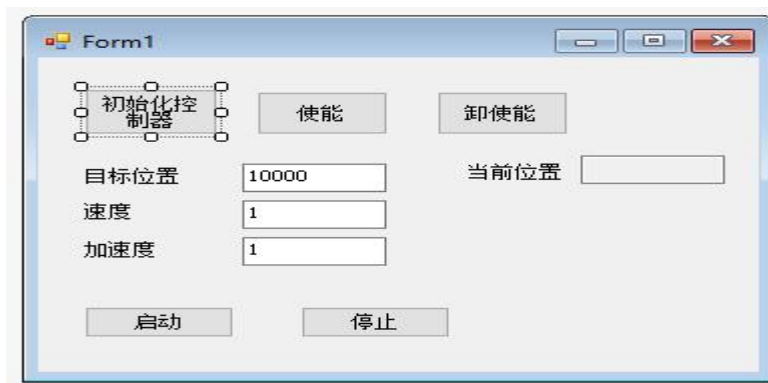 Form1
初始化控
制器
使能
卸使能
目标位置
10000
当前位置
速度
1
加速度
1
启动
停止